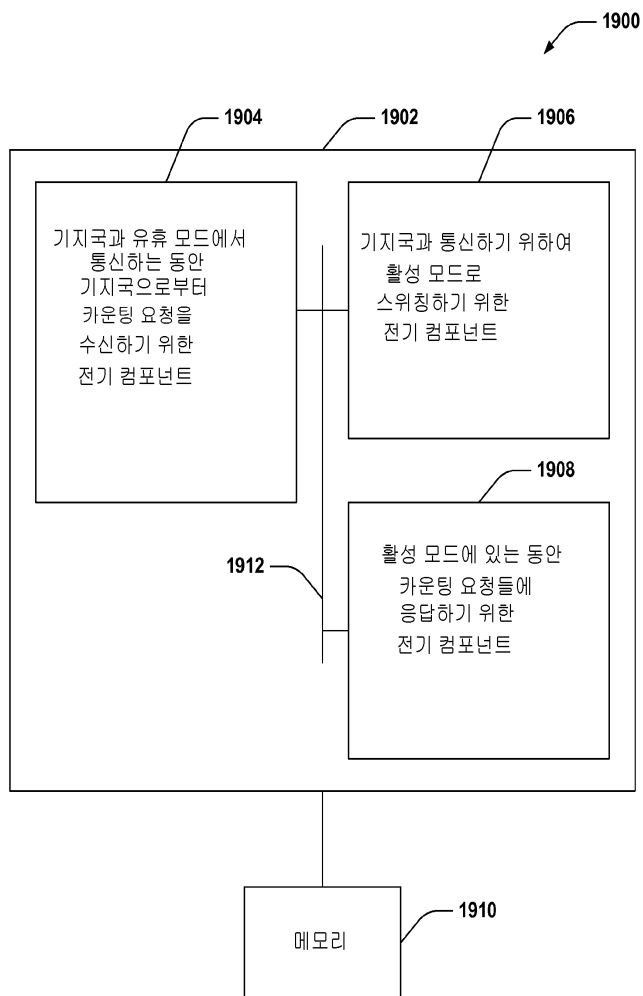 1900
1904
1902
1906
기지국과 유휴 모드에서
통신하는 동안
기지국으로부터
카운팅 요청을
수신하기 위한
전기 컴포넌트
기지국과 통신하기 위하여
활성 모드로
스위칭하기 위한
전기 컴포넌트
1908
1912
활성 모드에 있는 동안
카운팅 요청들에
응답하기 위한
전기 컴포넌트
메모리
1910